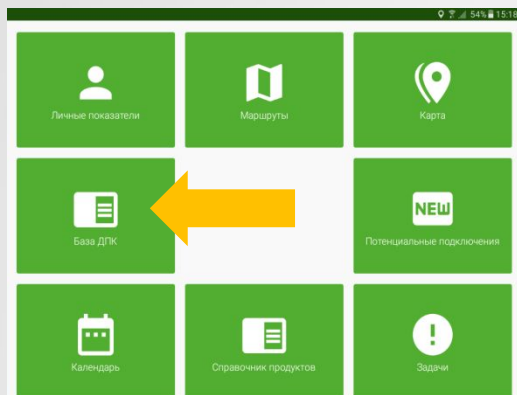 54% 15:18
Личные показатели
Маршруты
Карта
База ДПК
NEW
Потенциальные подключения
Календарь
Справочник продуктов
Задачи